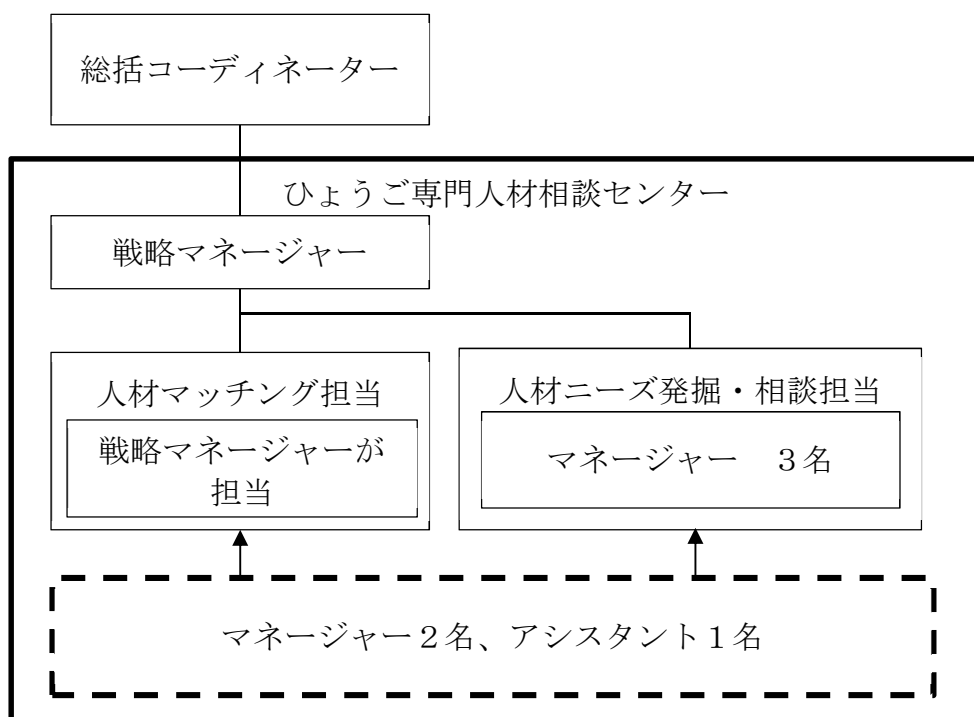 総括コーディネーター
ひょうご専門人材相談センター
戦略マネージャー
人材マッチング担当
戦略マネージャーが
担当
人材ニーズ発掘・相談担当
マネージャー　３名
マネージャー２名、アシスタント１名